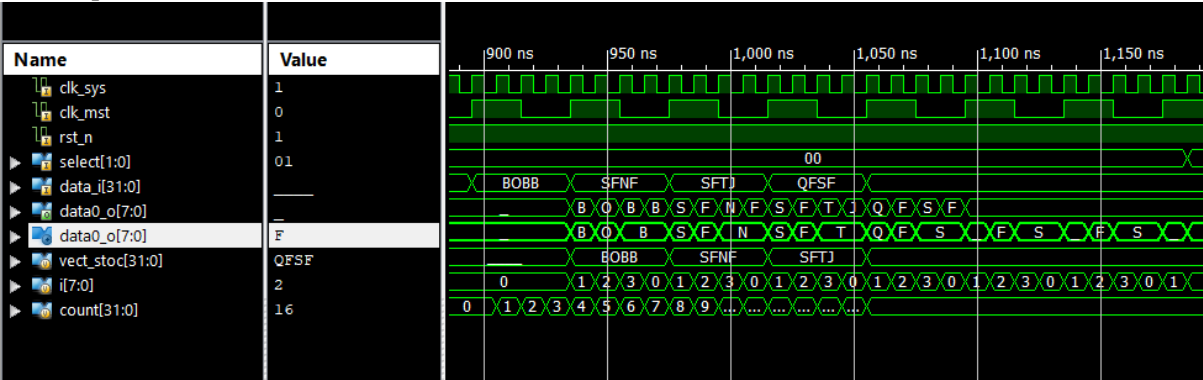 Name Value 900 ns 950 ns 1,000 ns 1,050 ns 1,100 ns 1,150 ns
clk_sys 1
clk_mst 0
rst_n 1
select[1:0] 01 00
data_i[31:0] ____ BOBB SFNF SFTJ QFSF
data0_o[7:0] _ _ B O B B S F N F S F T J Q F S F
data0_o[7:0] F _ B O B S F N S F T Q F S _ F S _ F S _
vect_stoc[31:0] QFSF ____ BOBB SFNF SFTJ
i[7:0] 2 0 1 2 3 0 1 2 3 0 1 2 3 0 1 2 3 0 1 2 3 0 1 2 3 0 1
count[31:0] 16 0 1 2 3 4 5 6 7 8 9 ... ... ... ... ... ...